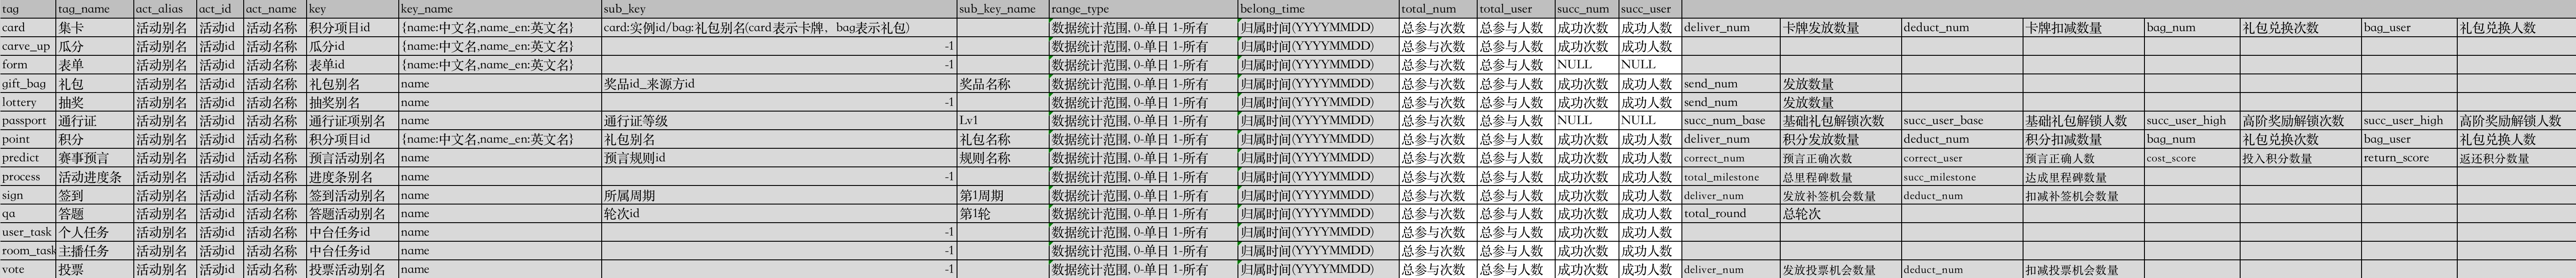 tag tag_name act_alias act_id act_name key key_name sub_key sub_key_name range_type belong_time total_num total_user succ_num succ_user
card 集卡 活动别名 活动id 活动名称 积分项目id {name:中文名,name_en:英文名} card:实例id/bag:礼包别名(card表示卡牌，bag表示礼包) 数据统计范围, 0-单日 1-所有 归属时间(YYYYMMDD) 总参与次数 总参与人数 成功次数 成功人数 deliver_num 卡牌发放数量 deduct_num 卡牌扣减数量 bag_num 礼包兑换次数 bag_user 礼包兑换人数
carve_up 瓜分 活动别名 活动id 活动名称 瓜分id {name:中文名,name_en:英文名} -1 数据统计范围, 0-单日 1-所有 归属时间(YYYYMMDD) 总参与次数 总参与人数 成功次数 成功人数
form 表单 活动别名 活动id 活动名称 表单id {name:中文名,name_en:英文名} -1 数据统计范围, 0-单日 1-所有 归属时间(YYYYMMDD) 总参与次数 总参与人数 NULL NULL
gift_bag 礼包 活动别名 活动id 活动名称 礼包别名 name 奖品id_来源方id 奖品名称 数据统计范围, 0-单日 1-所有 归属时间(YYYYMMDD) 总参与次数 总参与人数 成功次数 成功人数 send_num 发放数量
lottery 抽奖 活动别名 活动id 活动名称 抽奖别名 name -1 数据统计范围, 0-单日 1-所有 归属时间(YYYYMMDD) 总参与次数 总参与人数 成功次数 成功人数 send_num 发放数量
passport 通行证 活动别名 活动id 活动名称 通行证项别名 name 通行证等级 Lv1 数据统计范围, 0-单日 1-所有 归属时间(YYYYMMDD) 总参与次数 总参与人数 NULL NULL succ_num_base 基础礼包解锁次数 succ_user_base 基础礼包解锁人数 succ_user_high 高阶奖励解锁次数 succ_user_high 高阶奖励解锁人数
point 积分 活动别名 活动id 活动名称 积分项目id {name:中文名,name_en:英文名} 礼包别名 礼包名称 数据统计范围, 0-单日 1-所有 归属时间(YYYYMMDD) 总参与次数 总参与人数 成功次数 成功人数 deliver_num 积分发放数量 deduct_num 积分扣减数量 bag_num 礼包兑换次数 bag_user 礼包兑换人数
predict 赛事预言 活动别名 活动id 活动名称 预言活动别名 name 预言规则id 规则名称 数据统计范围, 0-单日 1-所有 归属时间(YYYYMMDD) 总参与次数 总参与人数 成功次数 成功人数 correct_num 预言正确次数 correct_user 预言正确人数 cost_score 投入积分数量 return_score 返还积分数量
process 活动进度条 活动别名 活动id 活动名称 进度条别名 name -1 数据统计范围, 0-单日 1-所有 归属时间(YYYYMMDD) 总参与次数 总参与人数 成功次数 成功人数 total_milestone 总里程碑数量 succ_milestone 达成里程碑数量
sign 签到 活动别名 活动id 活动名称 签到活动别名 name 所属周期 第1周期 数据统计范围, 0-单日 1-所有 归属时间(YYYYMMDD) 总参与次数 总参与人数 成功次数 成功人数 deliver_num 发放补签机会数量 deduct_num 扣减补签机会数量
qa 答题 活动别名 活动id 活动名称 答题活动别名 name 轮次id 第1轮 数据统计范围, 0-单日 1-所有 归属时间(YYYYMMDD) 总参与次数 总参与人数 成功次数 成功人数 total_round 总轮次
user_task 个人任务 活动别名 活动id 活动名称 中台任务id name -1 数据统计范围, 0-单日 1-所有 归属时间(YYYYMMDD) 总参与次数 总参与人数 成功次数 成功人数
room_task 主播任务 活动别名 活动id 活动名称 中台任务id name -1 数据统计范围, 0-单日 1-所有 归属时间(YYYYMMDD) 总参与次数 总参与人数 成功次数 成功人数
vote 投票 活动别名 活动id 活动名称 投票活动别名 name -1 数据统计范围, 0-单日 1-所有 归属时间(YYYYMMDD) 总参与次数 总参与人数 成功次数 成功人数 deliver_num 发放投票机会数量 deduct_num 扣减投票机会数量